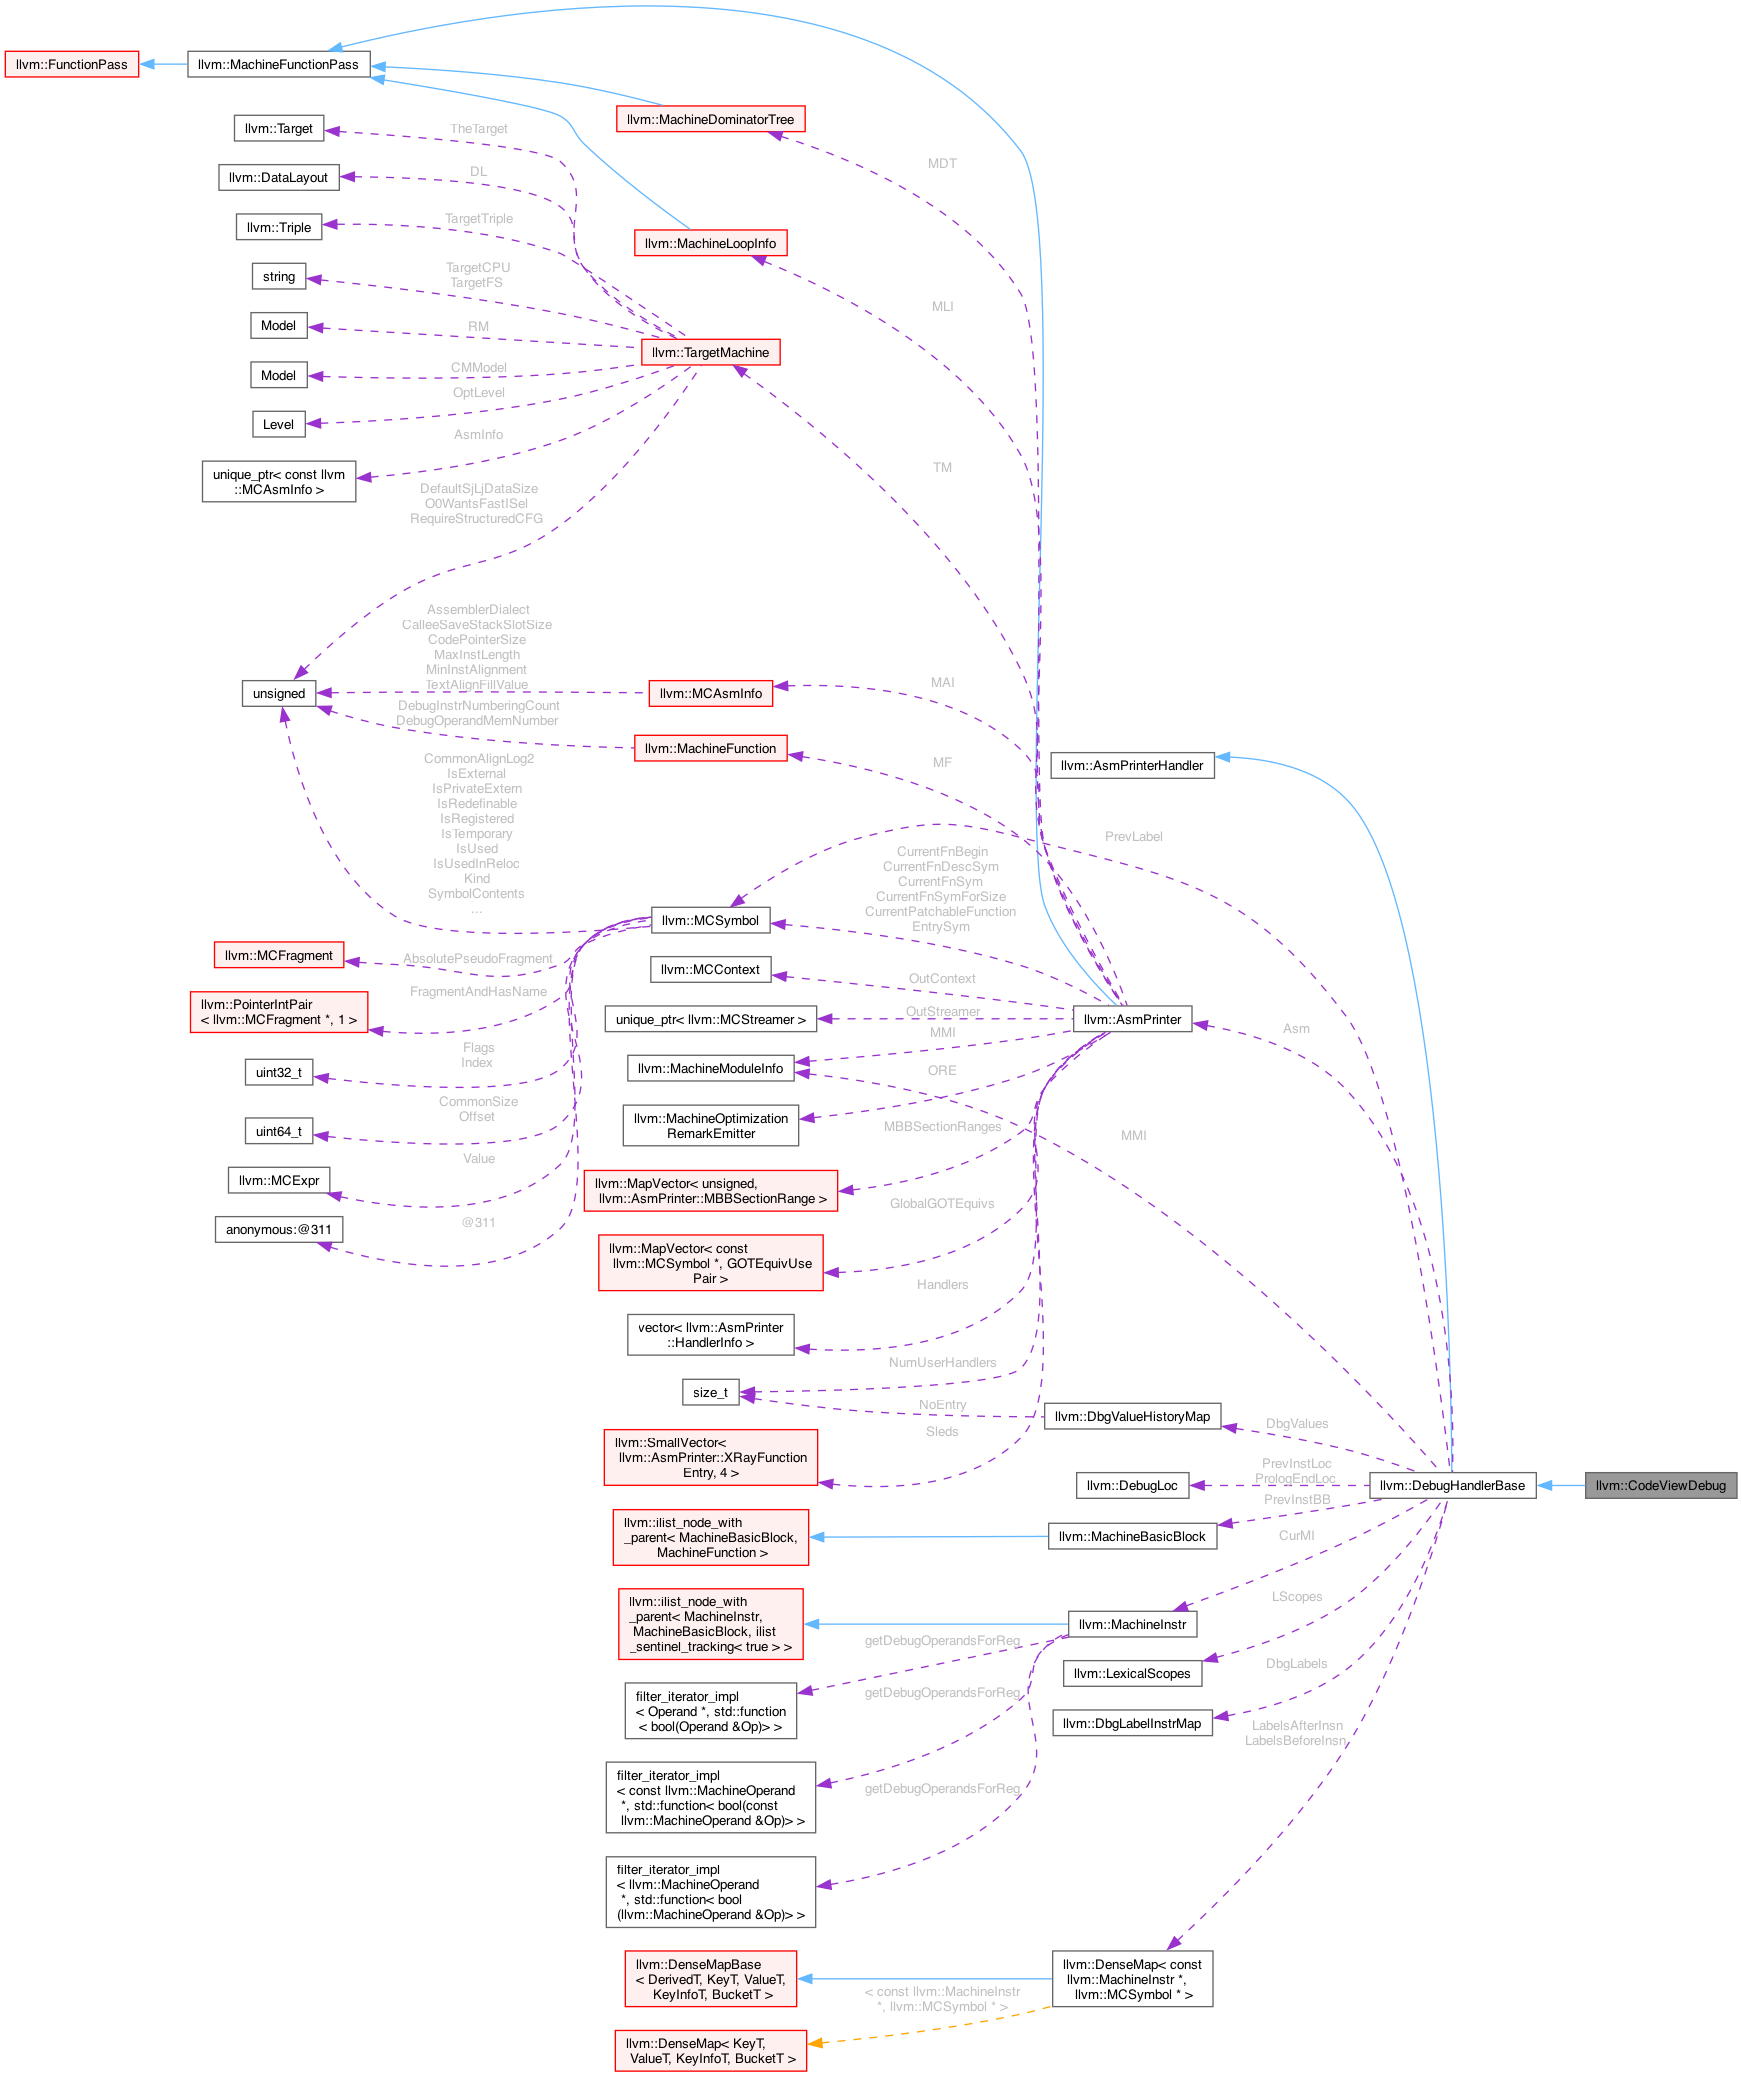 llvm::FunctionPass
llvm::MachineFunctionPass
llvm::MachineDominatorTree
llvm::Target
TheTarget
MDT
llvm::DataLayout
DL
llvm::Triple
TargetTriple
llvm::MachineLoopInfo
string
TargetCPU
TargetFS
MLI
Model
RM
llvm::TargetMachine
Model
CMModel
Level
OptLevel
AsmInfo
unique_ptr< const llvm
::MCAsmInfo >
TM
DefaultSjLjDataSize
O0WantsFastISel
RequireStructuredCFG
AssemblerDialect
CalleeSaveStackSlotSize
CodePointerSize
MaxInstLength
MinInstAlignment
TextAlignFillValue
unsigned
llvm::MCAsmInfo
MAI
DebugInstrNumberingCount
DebugOperandMemNumber
llvm::MachineFunction
MF
llvm::AsmPrinterHandler
CommonAlignLog2
IsExternal
IsPrivateExtern
IsRedefinable
IsRegistered
IsTemporary
IsUsed
IsUsedInReloc
Kind
SymbolContents
...
PrevLabel
CurrentFnBegin
CurrentFnDescSym
CurrentFnSym
CurrentFnSymForSize
CurrentPatchableFunction
EntrySym
llvm::MCSymbol
llvm::MCFragment
AbsolutePseudoFragment
llvm::MCContext
OutContext
llvm::PointerIntPair
< llvm::MCFragment *, 1 >
FragmentAndHasName
unique_ptr< llvm::MCStreamer >
OutStreamer
llvm::AsmPrinter
Asm
MMI
Flags
Index
uint32_t
llvm::MachineModuleInfo
ORE
CommonSize
Offset
uint64_t
llvm::MachineOptimization
RemarkEmitter
MBBSectionRanges
MMI
Value
llvm::MCExpr
llvm::MapVector< unsigned,
llvm::AsmPrinter::MBBSectionRange >
GlobalGOTEquivs
anonymous:@311
@311
llvm::MapVector< const
llvm::MCSymbol *, GOTEquivUse
Pair >
Handlers
vector< llvm::AsmPrinter
::HandlerInfo >
NumUserHandlers
size_t
NoEntry
llvm::DbgValueHistoryMap
DbgValues
Sleds
llvm::SmallVector<
llvm::AsmPrinter::XRayFunction
Entry, 4 >
PrevInstLoc
PrologEndLoc
llvm::DebugLoc
llvm::DebugHandlerBase
llvm::CodeViewDebug
PrevInstBB
llvm::ilist_node_with
_parent< MachineBasicBlock,
MachineFunction >
llvm::MachineBasicBlock
CurMI
llvm::ilist_node_with
_parent< MachineInstr,
MachineBasicBlock, ilist
_sentinel_tracking< true > >
LScopes
llvm::MachineInstr
getDebugOperandsForReg
llvm::LexicalScopes
DbgLabels
filter_iterator_impl
< Operand *, std::function
< bool(Operand &Op)> >
getDebugOperandsForReg
llvm::DbgLabelInstrMap
LabelsAfterInsn
LabelsBeforeInsn
filter_iterator_impl
< const llvm::MachineOperand
*, std::function< bool(const
llvm::MachineOperand &Op)> >
getDebugOperandsForReg
filter_iterator_impl
< llvm::MachineOperand
*, std::function< bool
(llvm::MachineOperand &Op)> >
llvm::DenseMapBase
< DerivedT, KeyT, ValueT,
KeyInfoT, BucketT >
llvm::DenseMap< const
llvm::MachineInstr *,
llvm::MCSymbol * >
< const llvm::MachineInstr
*, llvm::MCSymbol * >
llvm::DenseMap< KeyT,
ValueT, KeyInfoT, BucketT >